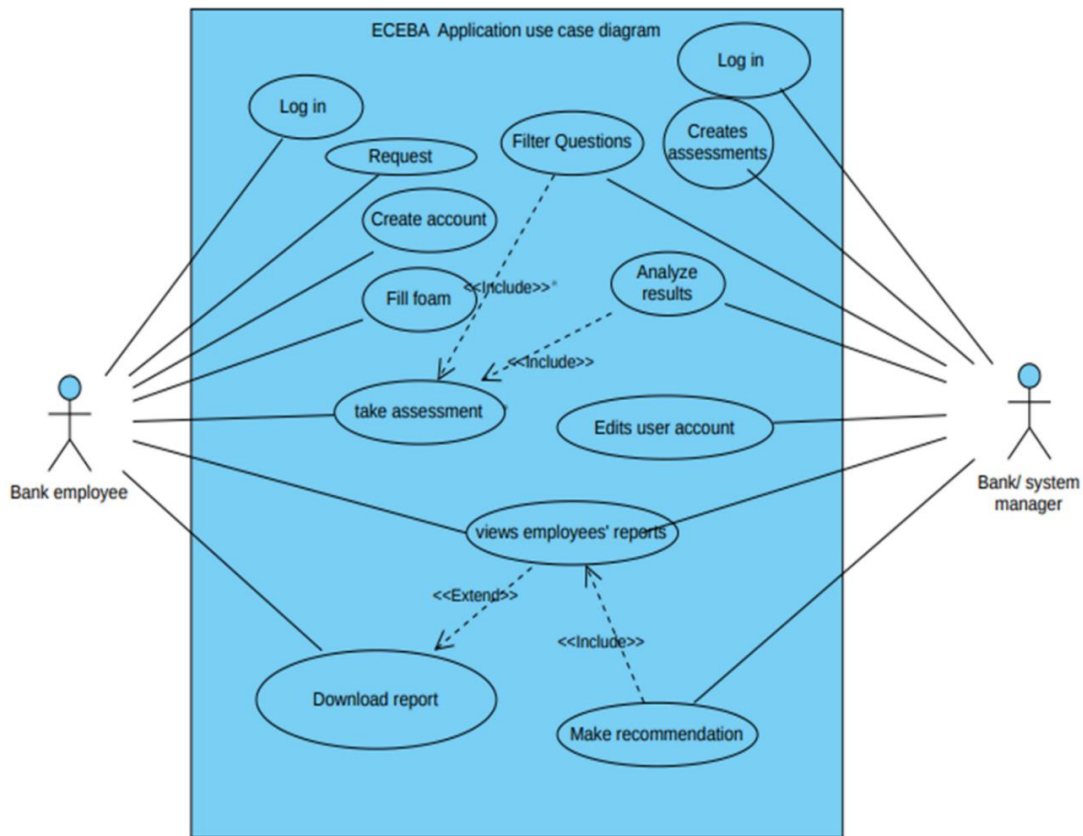 ECEBA Application use case diagram
Log in
Log in
Request
Filter Questions
Creates
assessments
Create account
Fill foam
<<Include>>
Analyze
results
<<Include>>
take assessment
Edits user account
Bank employee
Bank/ system
manager
views employees' reports
<<Extend>>
<<Include>>
Download report
Make recommendation